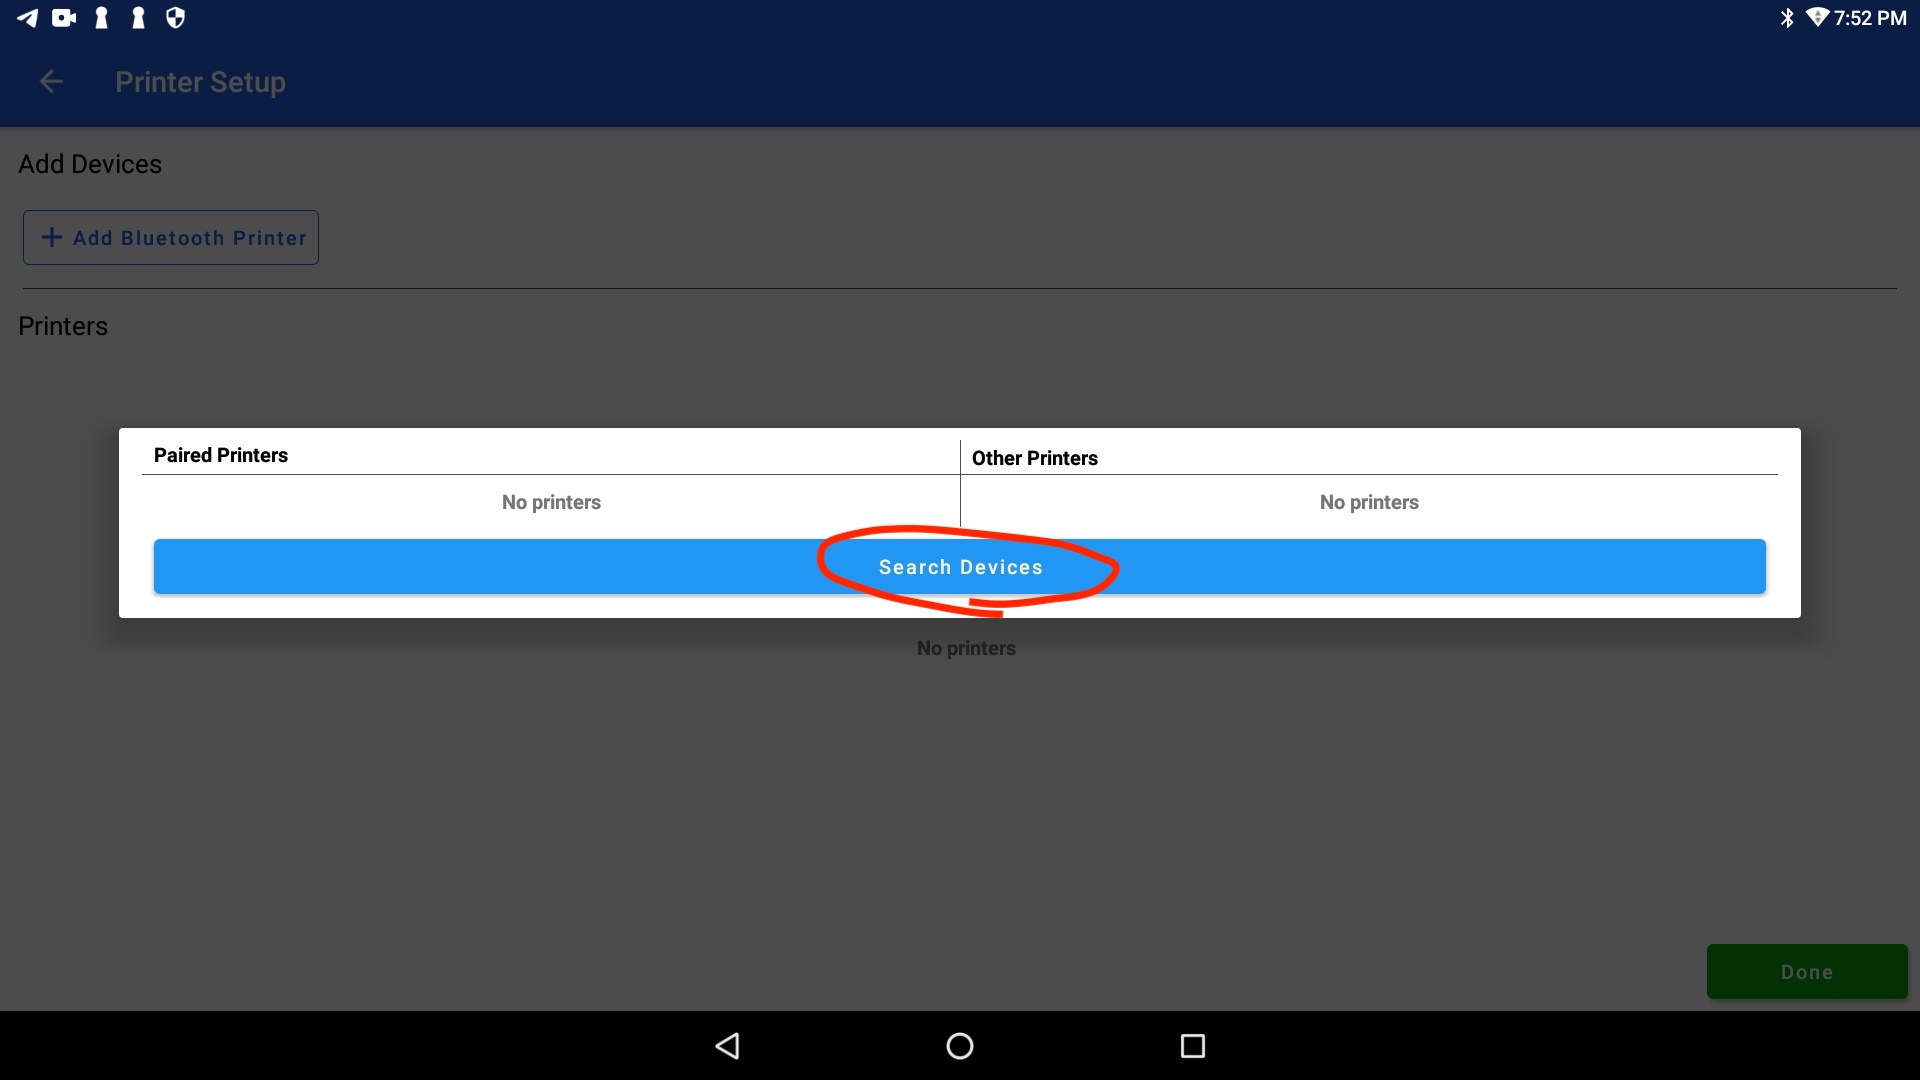 7:52 PM
Printer Setup
Add Devices
+ Add Bluetooth Printer
Printers
Paired Printers
Other Printers
No printers
No printers
Search Devices
No printers
Done